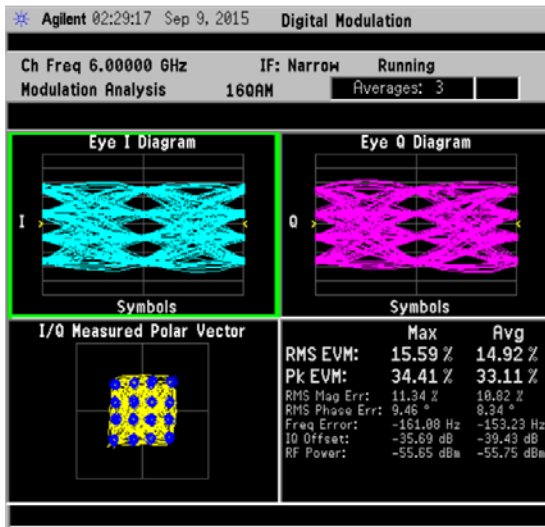 Agilent 02:29:17 Sep 9, 2015 Digital Modulation
Ch Freq 6.00000 GHz IF: Narrow Running
Modulation Analysis 16QAM Averages: 3
Eye I Diagram Eye Q Diagram
I Q
Symbols Symbols
I/Q Measured Polar Vector Max Avg
RMS EVM: 15.59 % 14.92 %
Pk EVM: 34.41 % 33.11 %
RMS Mag Err: 11.34 % 10.82 %
RMS Phase Err: 9.46 ° 8.34 °
Freq Error: -161.08 Hz -153.23 Hz
IQ Offset: -35.69 dB -39.43 dB
RF Power: -55.65 dBm -55.75 dBm